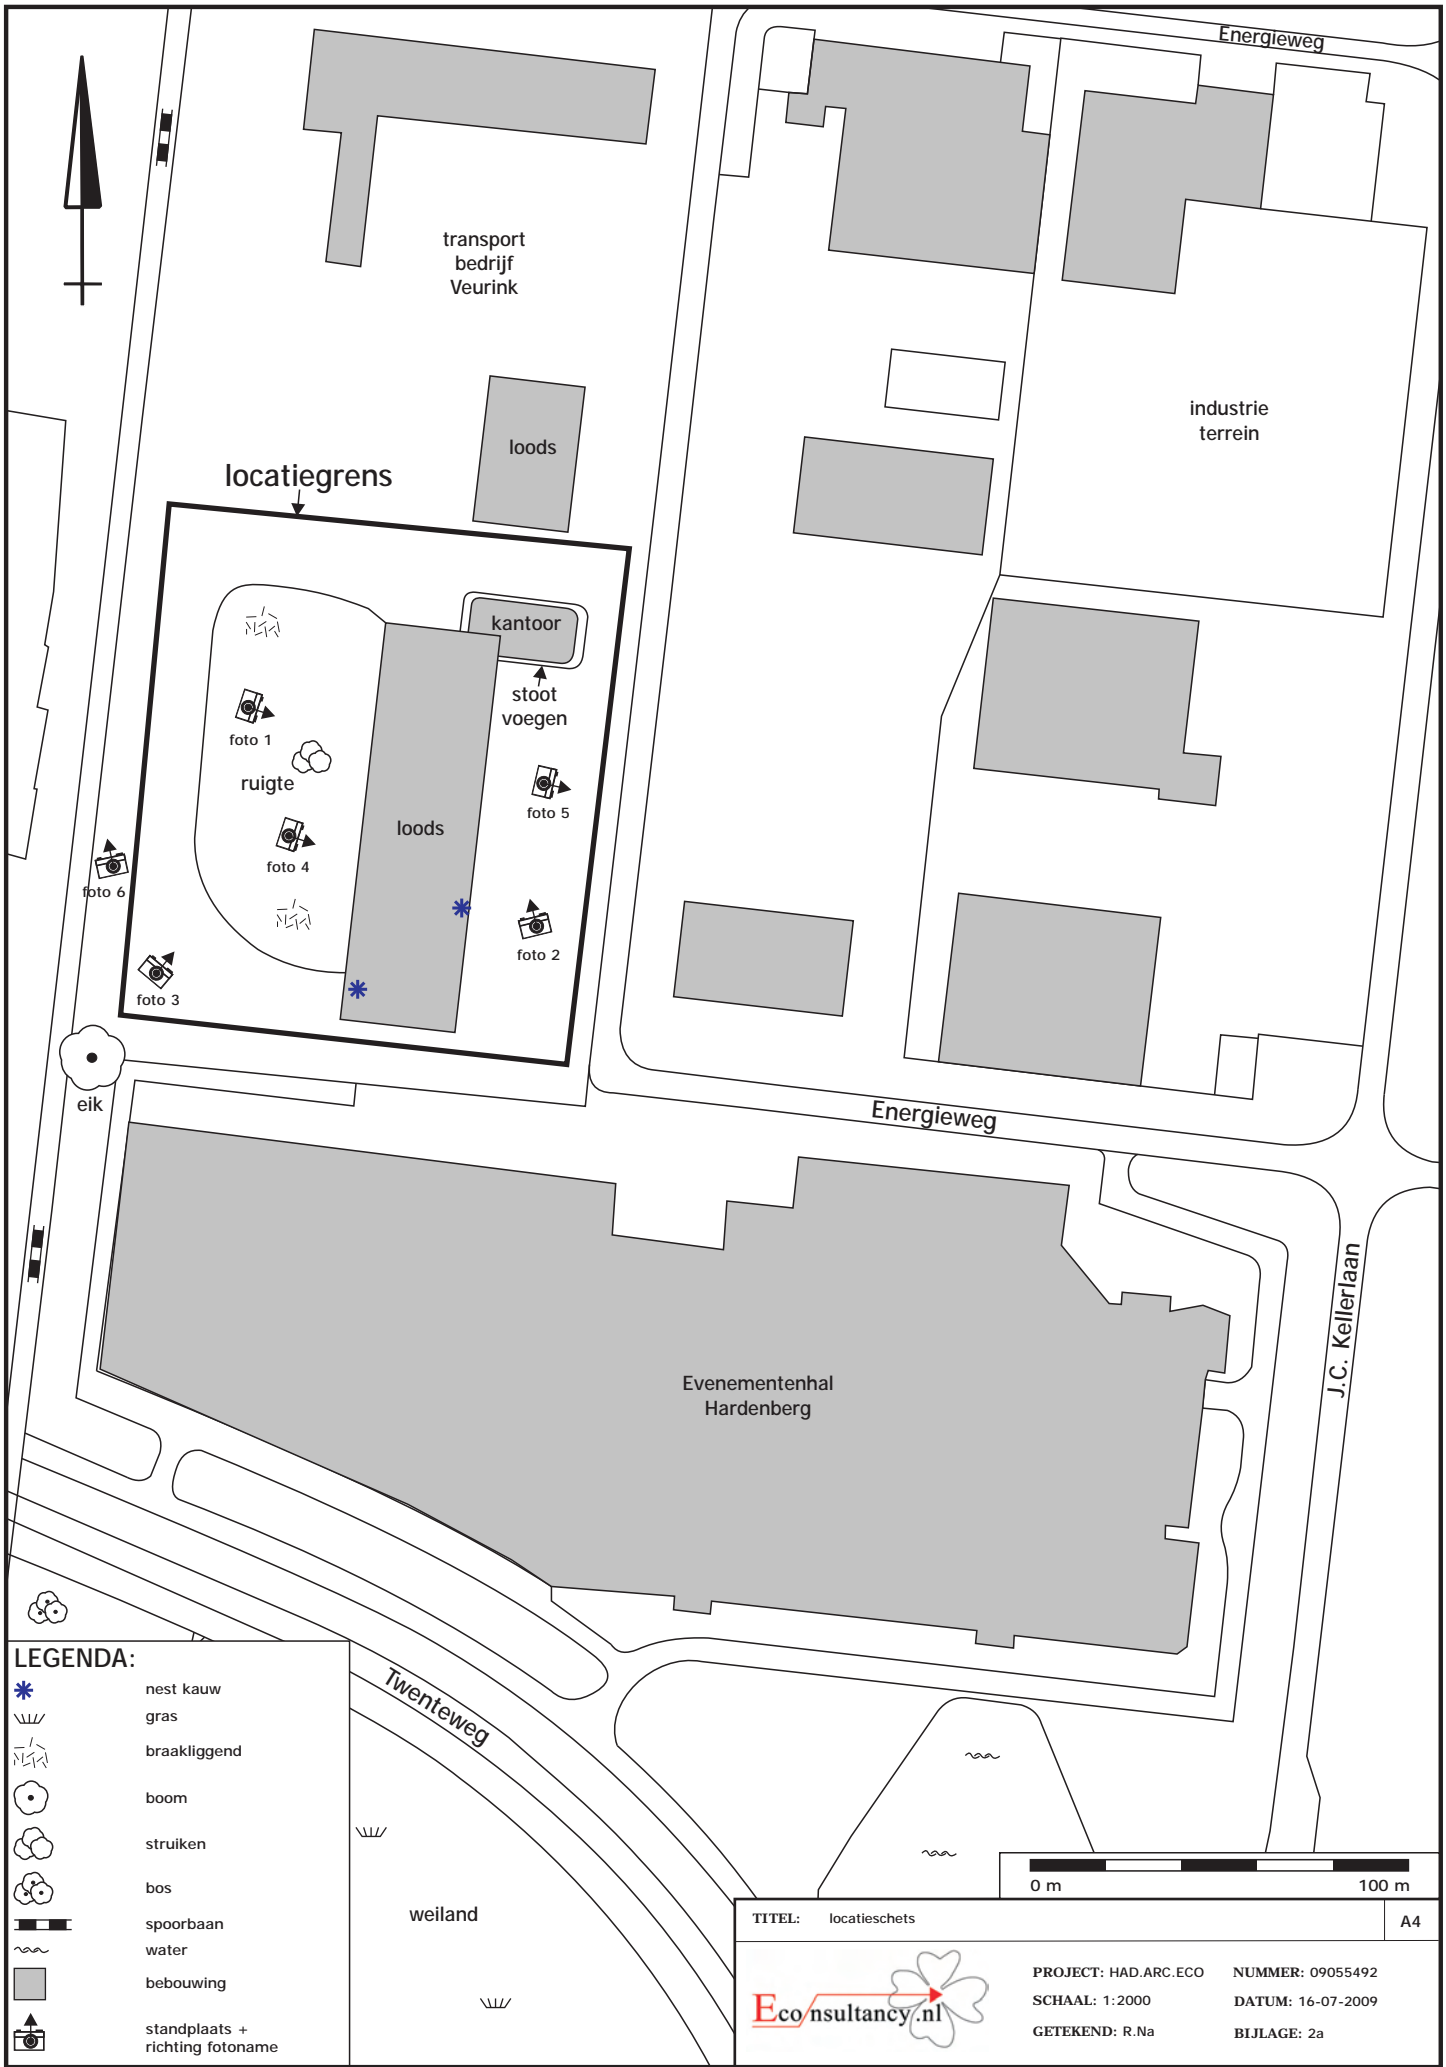 Energieweg
transport
bedrijf
Veurink
industrie
terrein
loods
locatiegrens
kantoor
stoot
voegen
foto 1
ruigte
foto 5
loods
foto 4
foto 6
foto 2
foto 3
eik
Energieweg
J.C. Kellerlaan
Evenementenhal
Hardenberg
Twenteweg
weiland
LEGENDA:
nest kauw
gras
braakliggend
boom
struiken
bos
spoorbaan
water
bebouwing
standplaats +
richting fotoname
0 m 100 m
TITEL: locatieschets A4
Econsultancy.nl
PROJECT: HAD.ARC.ECO NUMMER: 09055492
SCHAAL: 1:2000 DATUM: 16-07-2009
GETEKEND: R.Na BIJLAGE: 2a